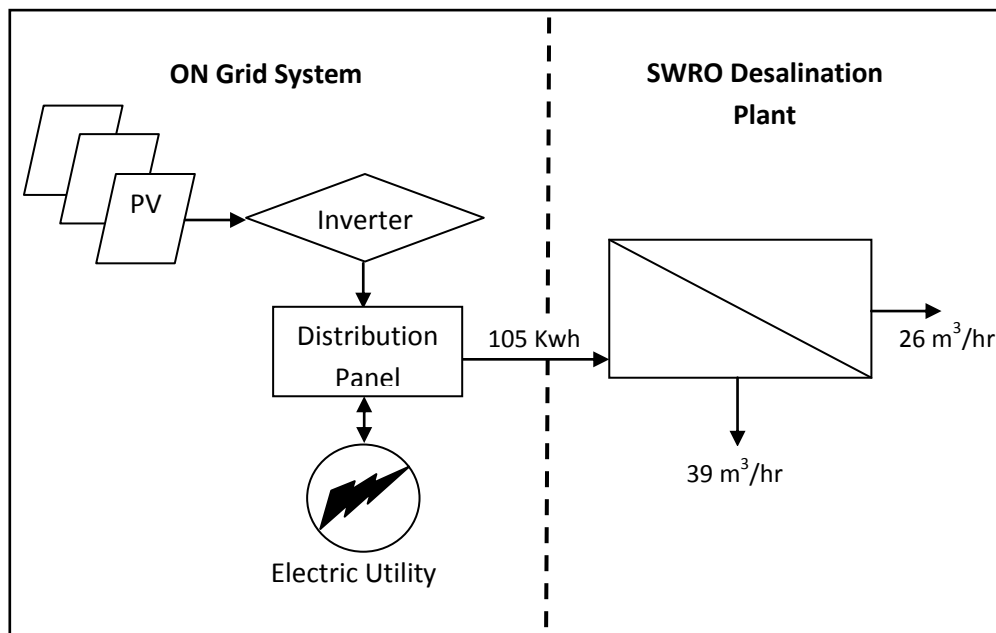 ON Grid System
SWRO Desalination
Plant
PV
Inverter
Distribution
Panel
105 Kwh
26 m³/hr
39 m³/hr
Electric Utility